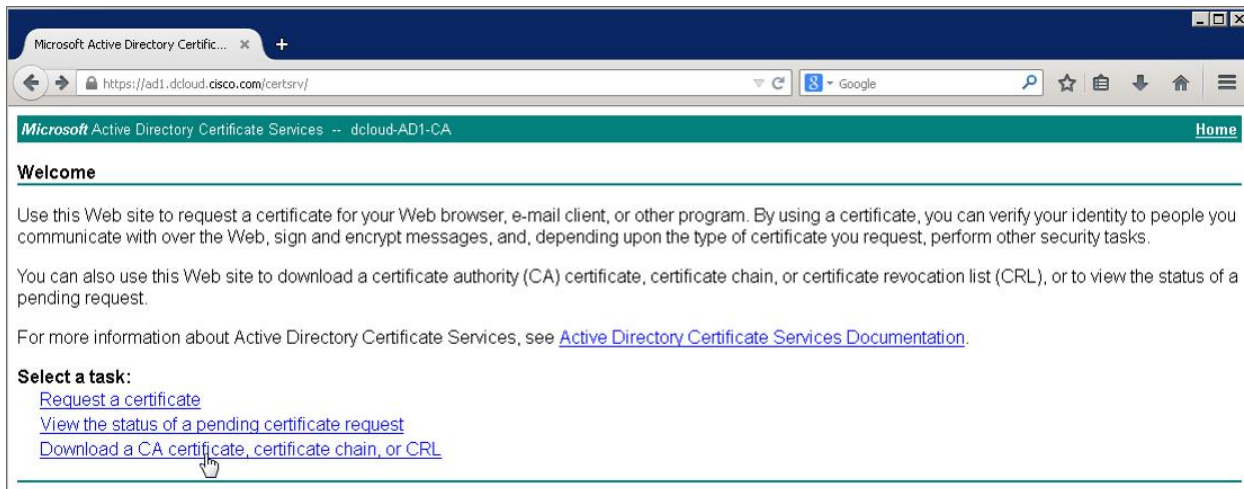 Microsoft Active Directory Certific...
https://ad1.dcloud.cisco.com/certsrv/
Google
Microsoft Active Directory Certificate Services -- dcloud-AD1-CA Home
Welcome
Use this Web site to request a certificate for your Web browser, e-mail client, or other program. By using a certificate, you can verify your identity to people you
communicate with over the Web, sign and encrypt messages, and, depending upon the type of certificate you request, perform other security tasks.
You can also use this Web site to download a certificate authority (CA) certificate, certificate chain, or certificate revocation list (CRL), or to view the status of a
pending request.
For more information about Active Directory Certificate Services, see Active Directory Certificate Services Documentation.
Select a task:
Request a certificate
View the status of a pending certificate request
Download a CA certificate, certificate chain, or CRL